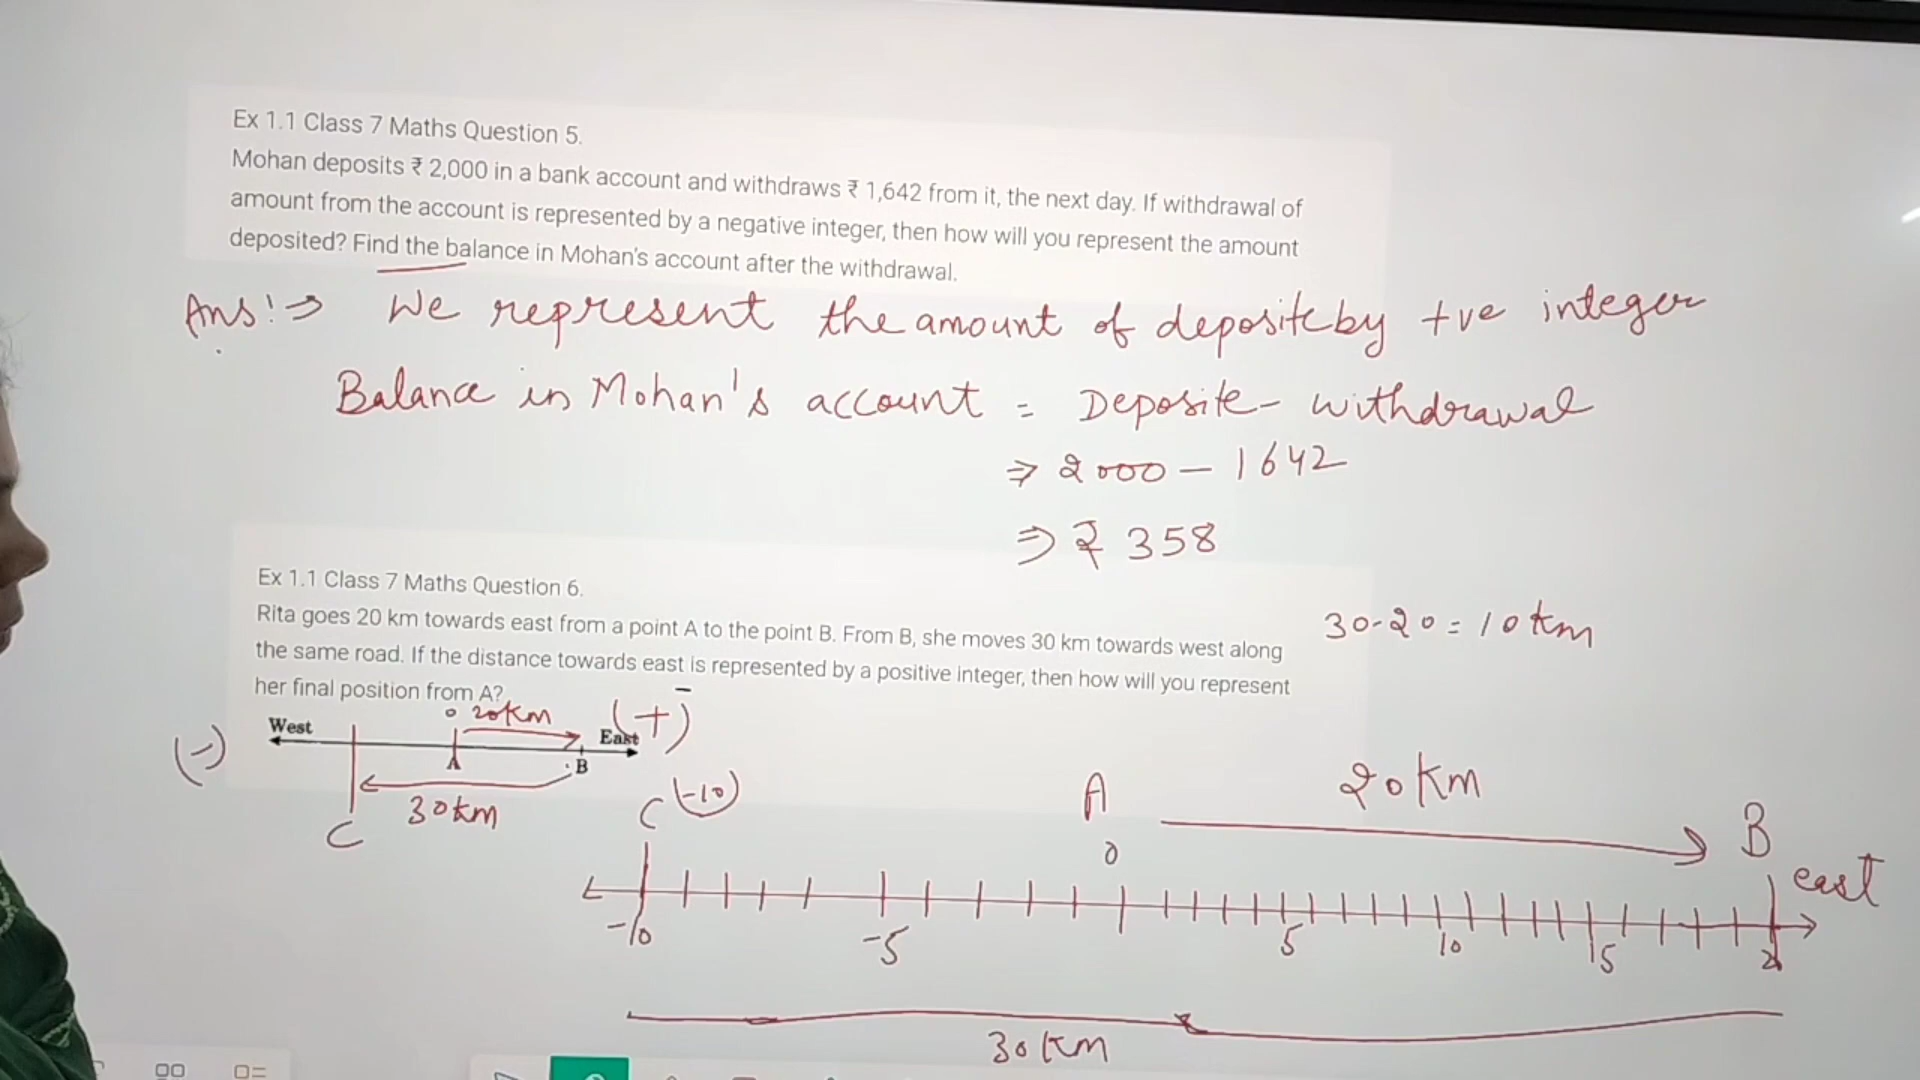 Ex 1.1 Class 7 Maths Question 5.
Mohan deposits ₹ 2,000 in a bank account and withdraws ₹ 1,642 from it, the next day. If withdrawal of
amount from the account is represented by a negative integer, then how will you represent the amount
deposited? Find the balance in Mohan's account after the withdrawal.
Ans:⇒ We represent the amount of deposite by +ve integer
Balance in Mohan's account = Deposite - withdrawal
⇒ 2000 - 1642
⇒ ₹ 358
Ex 1.1 Class 7 Maths Question 6.
Rita goes 20 km towards east from a point A to the point B. From B, she moves 30 km towards west along
the same road. If the distance towards east is represented by a positive integer, then how will you represent
her final position from A?
30-20 = 10 km
0 20km (+)
(-) West East
A B
30km
C
C (-10) A 20 Km B
0 east
-10 -5 5 10 15
30 km